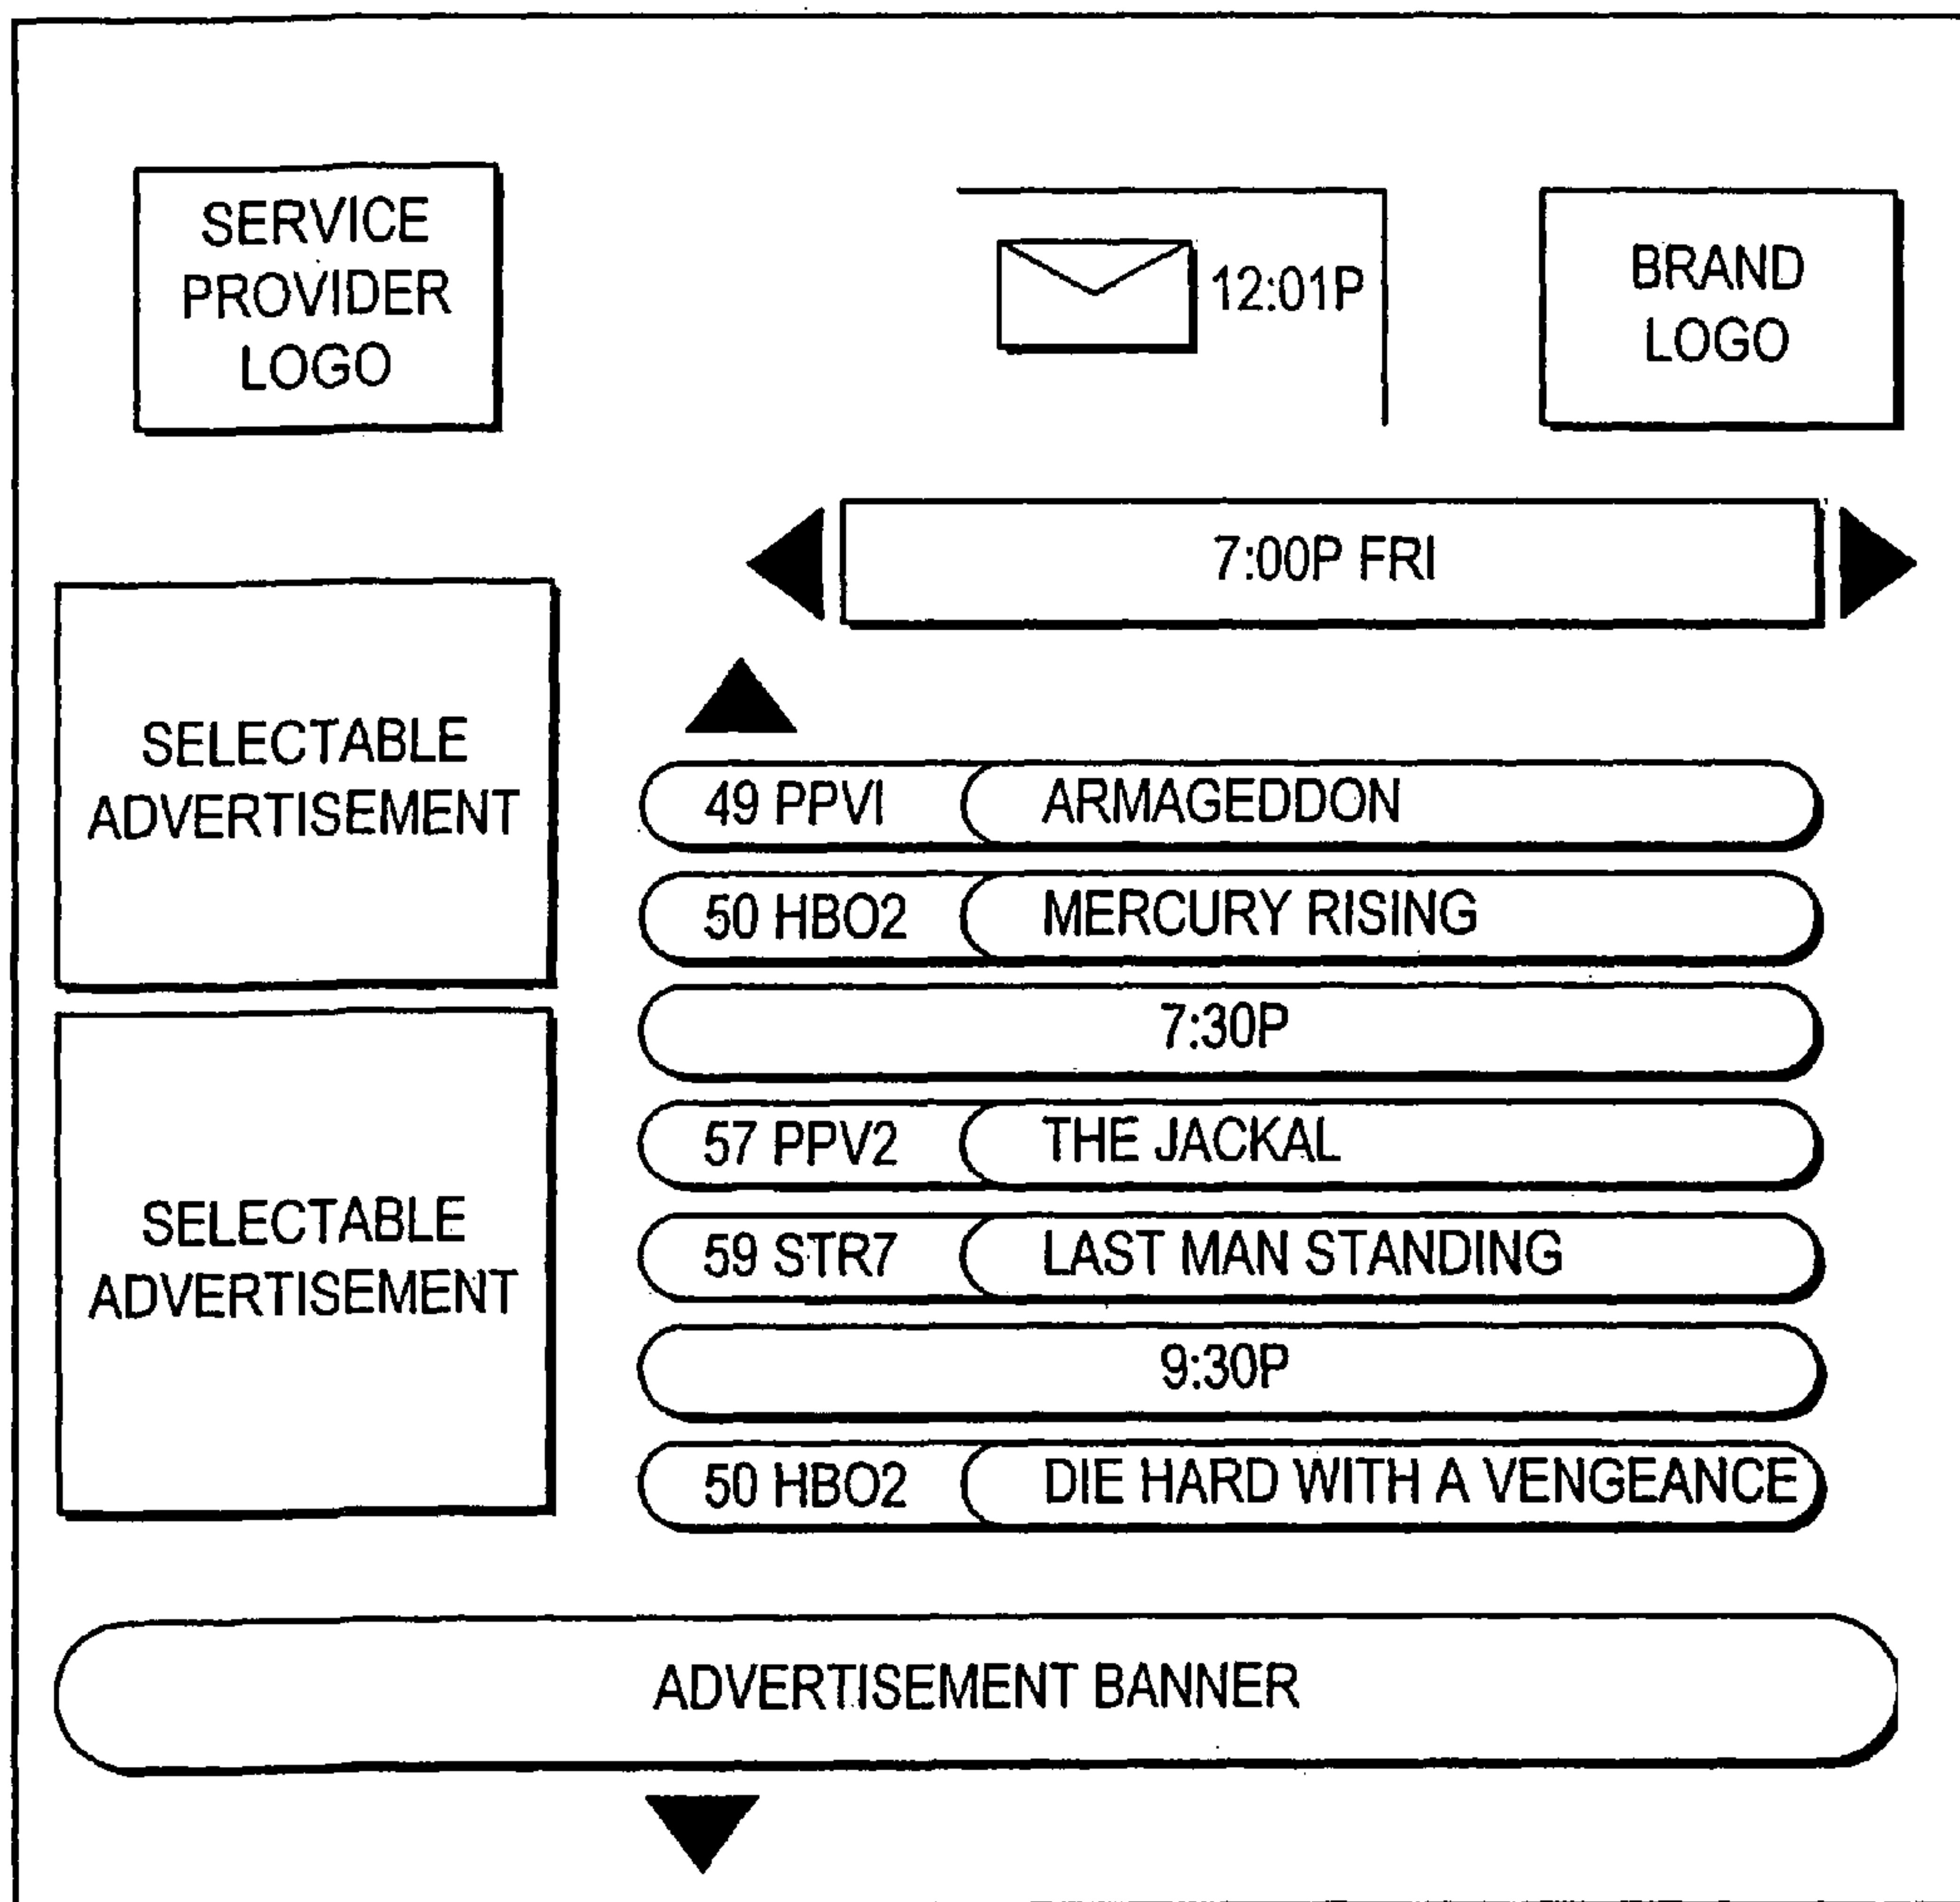 SERVICE
PROVIDER
LOGO
12:01P
BRAND
LOGO
7:00P FRI
SELECTABLE
ADVERTISEMENT
49 PPVI ARMAGEDDON
50 HBO2 MERCURY RISING
7:30P
57 PPV2 THE JACKAL
SELECTABLE
ADVERTISEMENT
59 STR7 LAST MAN STANDING
9:30P
50 HBO2 DIE HARD WITH A VENGEANCE
ADVERTISEMENT BANNER